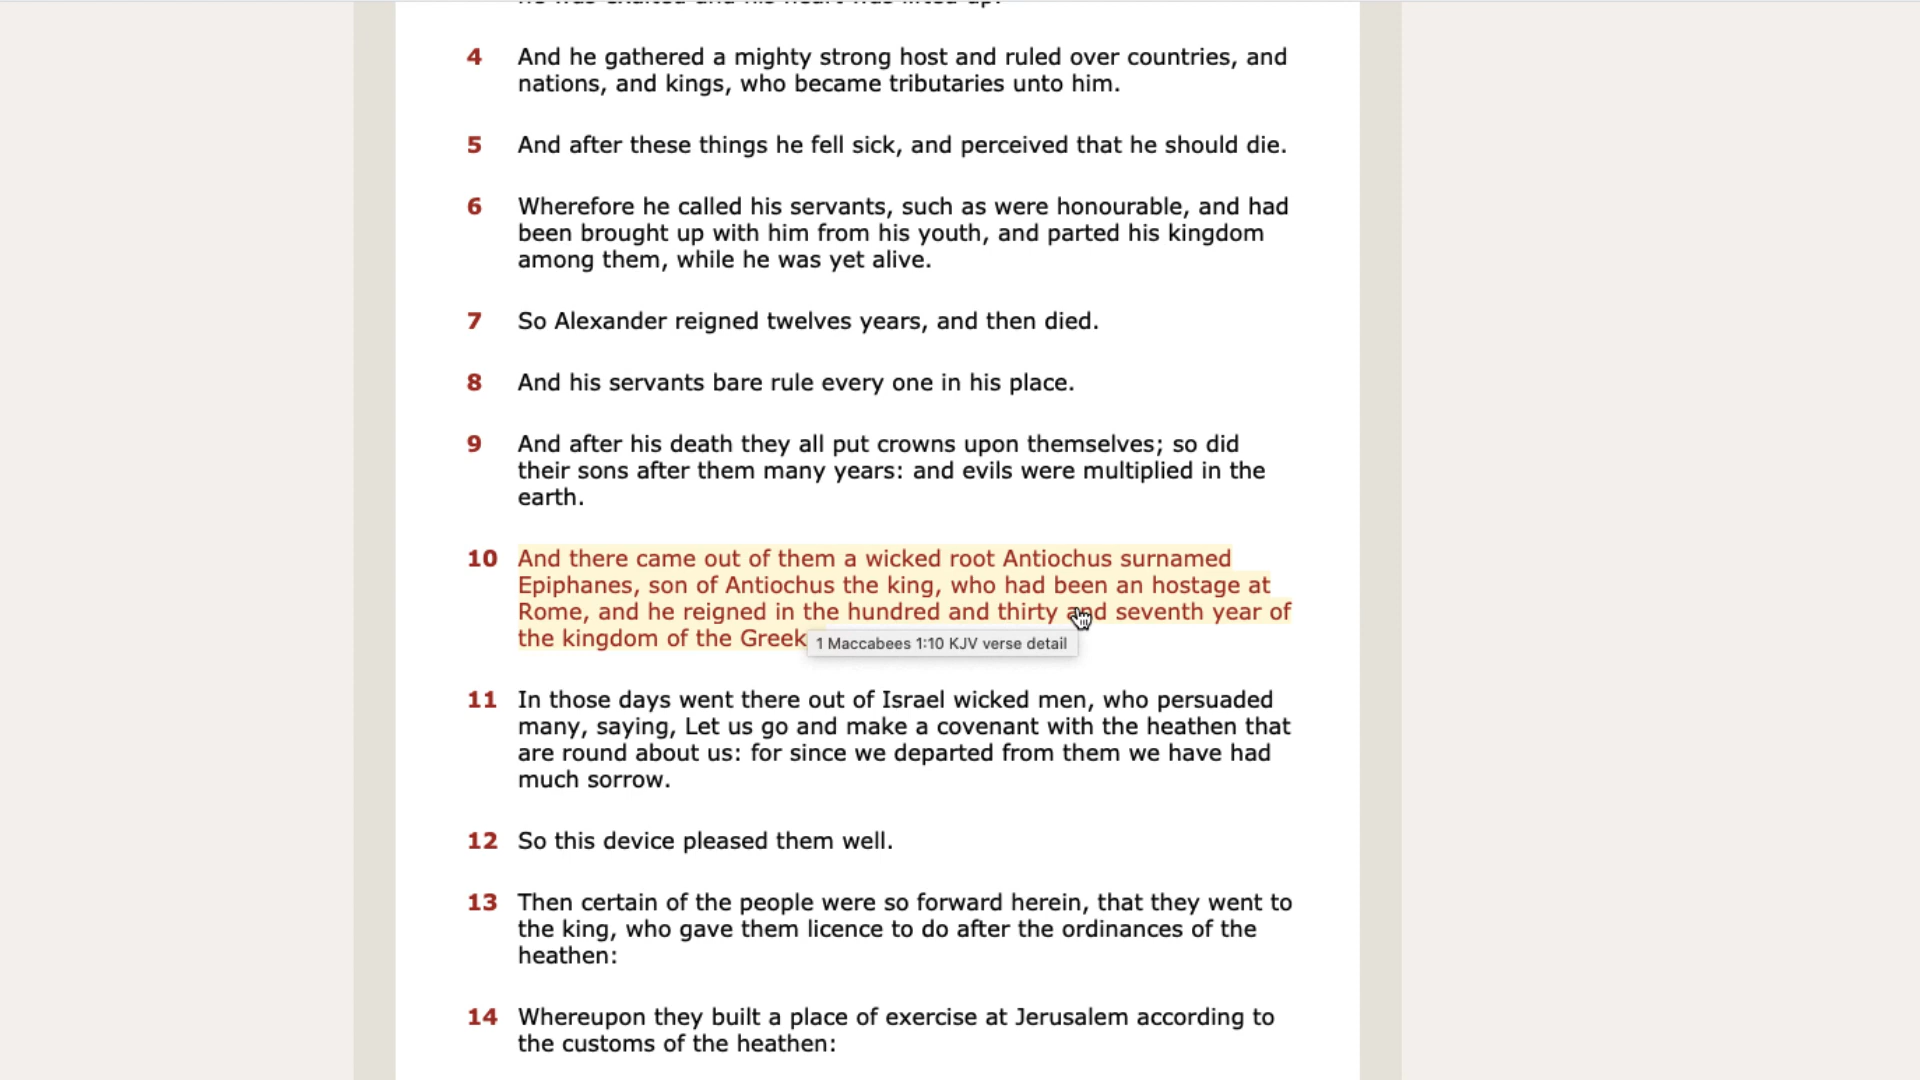 4 And he gathered a mighty strong host and ruled over countries, and
nations, and kings, who became tributaries unto him.
5 And after these things he fell sick, and perceived that he should die.
6 Wherefore he called his servants, such as were honourable, and had
been brought up with him from his youth, and parted his kingdom
among them, while he was yet alive.
7 So Alexander reigned twelves years, and then died.
8 And his servants bare rule every one in his place.
9 And after his death they all put crowns upon themselves; so did
their sons after them many years: and evils were multiplied in the
earth.
10 And there came out of them a wicked root Antiochus surnamed
Epiphanes, son of Antiochus the king, who had been an hostage at
Rome, and he reigned in the hundred and thirty and seventh year of
the kingdom of the Greek
1 Maccabees 1:10 KJV verse detail
11 In those days went there out of Israel wicked men, who persuaded
many, saying, Let us go and make a covenant with the heathen that
are round about us: for since we departed from them we have had
much sorrow.
12 So this device pleased them well.
13 Then certain of the people were so forward herein, that they went to
the king, who gave them licence to do after the ordinances of the
heathen:
14 Whereupon they built a place of exercise at Jerusalem according to
the customs of the heathen: